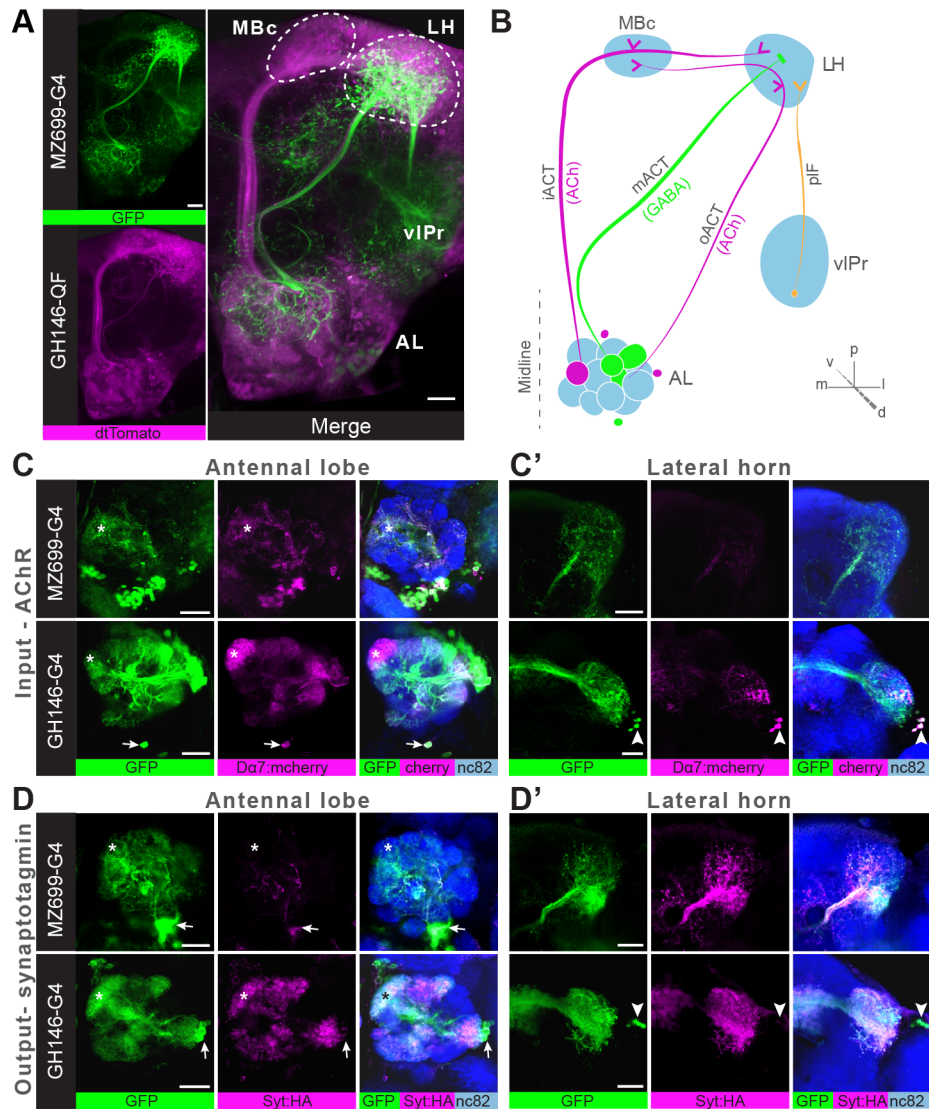 A
MZ699-G4
GFP
GH146-QF
dtTomato
MBc
LH
vlPr
AL
Merge
B
MBc
LH
iACT
(ACh)
mACT
(GABA)
oACT
(ACh)
plF
vlPr
AL
Midline
v
p
m
l
d
C
Antennal lobe
C'
Lateral horn
Input - AChR
MZ699-G4
*
*
*
GH146-G4
*
*
*
GFP
Dα7:mcherry
GFP cherry nc82
GFP
Dα7:mcherry
GFP cherry nc82
D
Antennal lobe
D'
Lateral horn
Output- synaptotagmin
MZ699-G4
*
*
*
GH146-G4
*
*
*
GFP
Syt:HA
GFP Syt:HA nc82
GFP
Syt:HA
GFP Syt:HA nc82